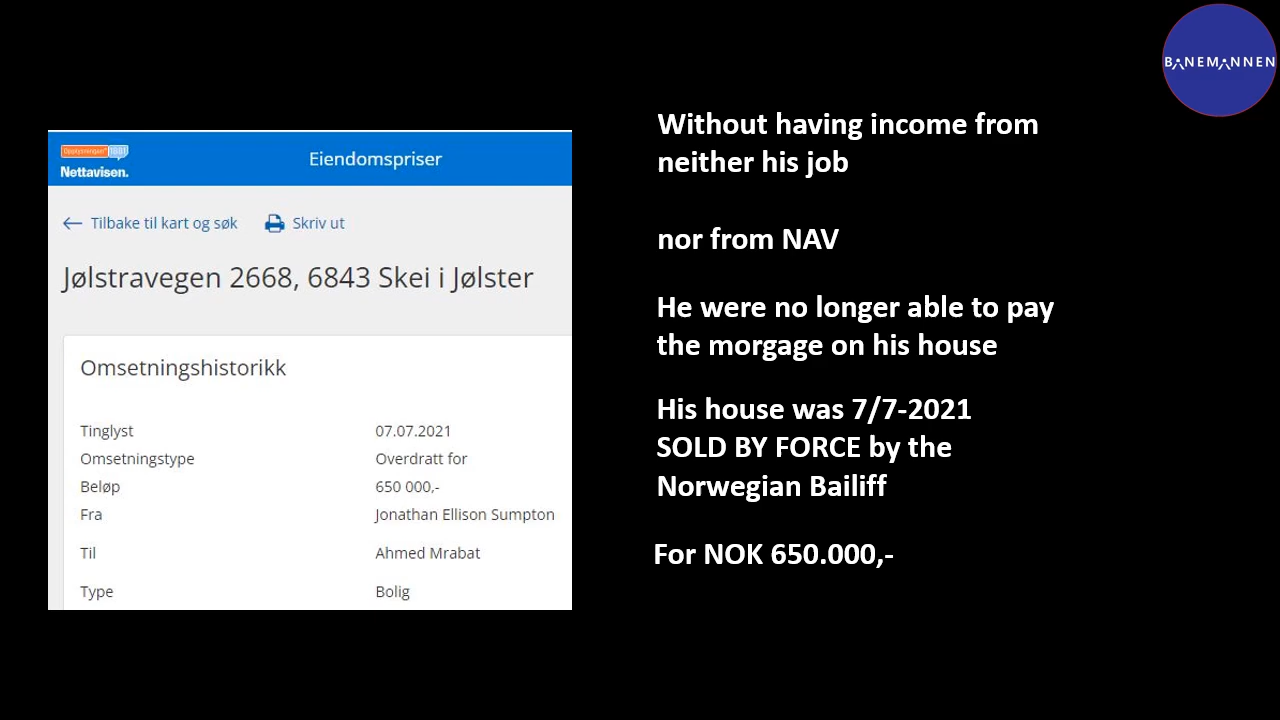 BANEMANNEN
Opplysningen 1881
Nettavisen.
Eiendomspriser
Tilbake til kart og søk
Skriv ut
Jølstravegen 2668, 6843 Skei i Jølster
Omsetningshistorikk
Tinglyst 07.07.2021
Omsetningstype Overdratt for
Beløp 650 000,-
Fra Jonathan Ellison Sumpton
Til Ahmed Mrabat
Type Bolig
Without having income from
neither his job
nor from NAV
He were no longer able to pay
the morgage on his house
His house was 7/7-2021
SOLD BY FORCE by the
Norwegian Bailiff
For NOK 650.000,-